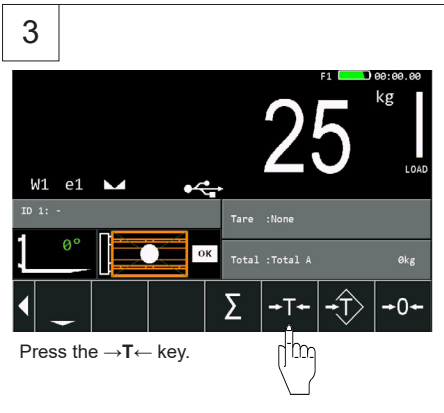 3
F1 00:00.00
25 kg
LOAD
W1 e1
ID 1: -
Tare :None
0°
OK
Total :Total A 0kg
Σ →T← →T→ →0←
Press the →T← key.